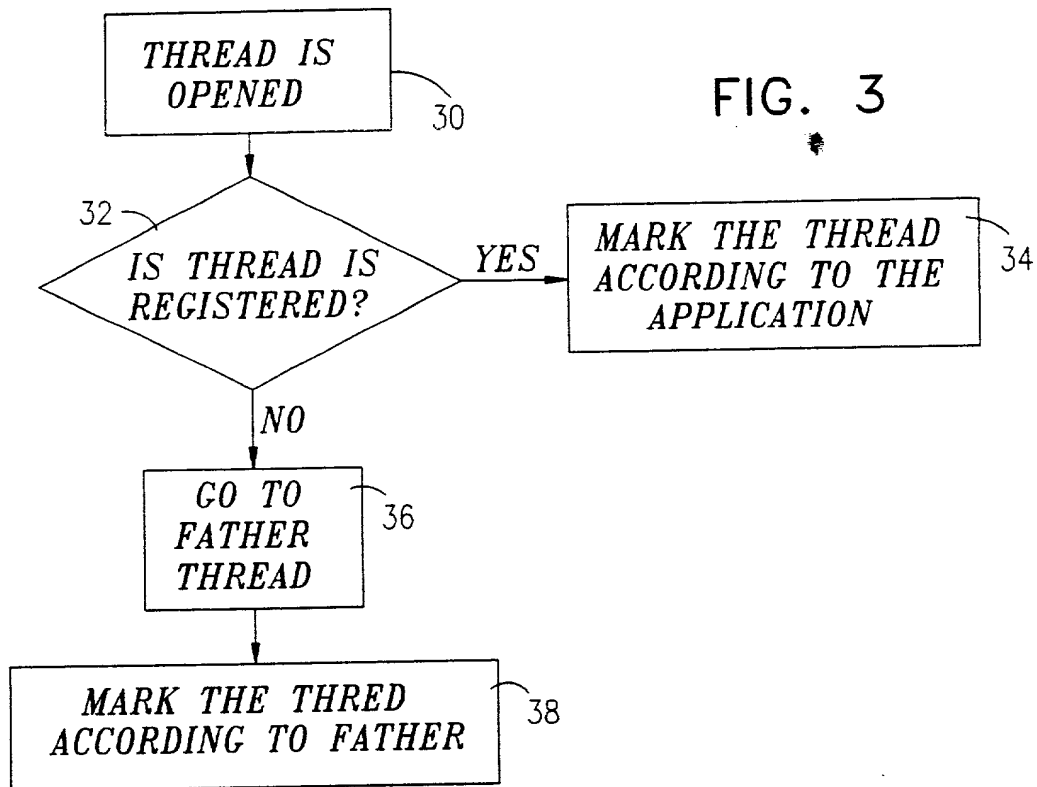 THREAD IS
OPENED
30
FIG. 3
32
IS THREAD IS
REGISTERED?
YES
MARK THE THREAD
ACCORDING TO THE
APPLICATION
34
NO
GO TO
FATHER
THREAD
36
MARK THE THRED
ACCORDING TO FATHER
38